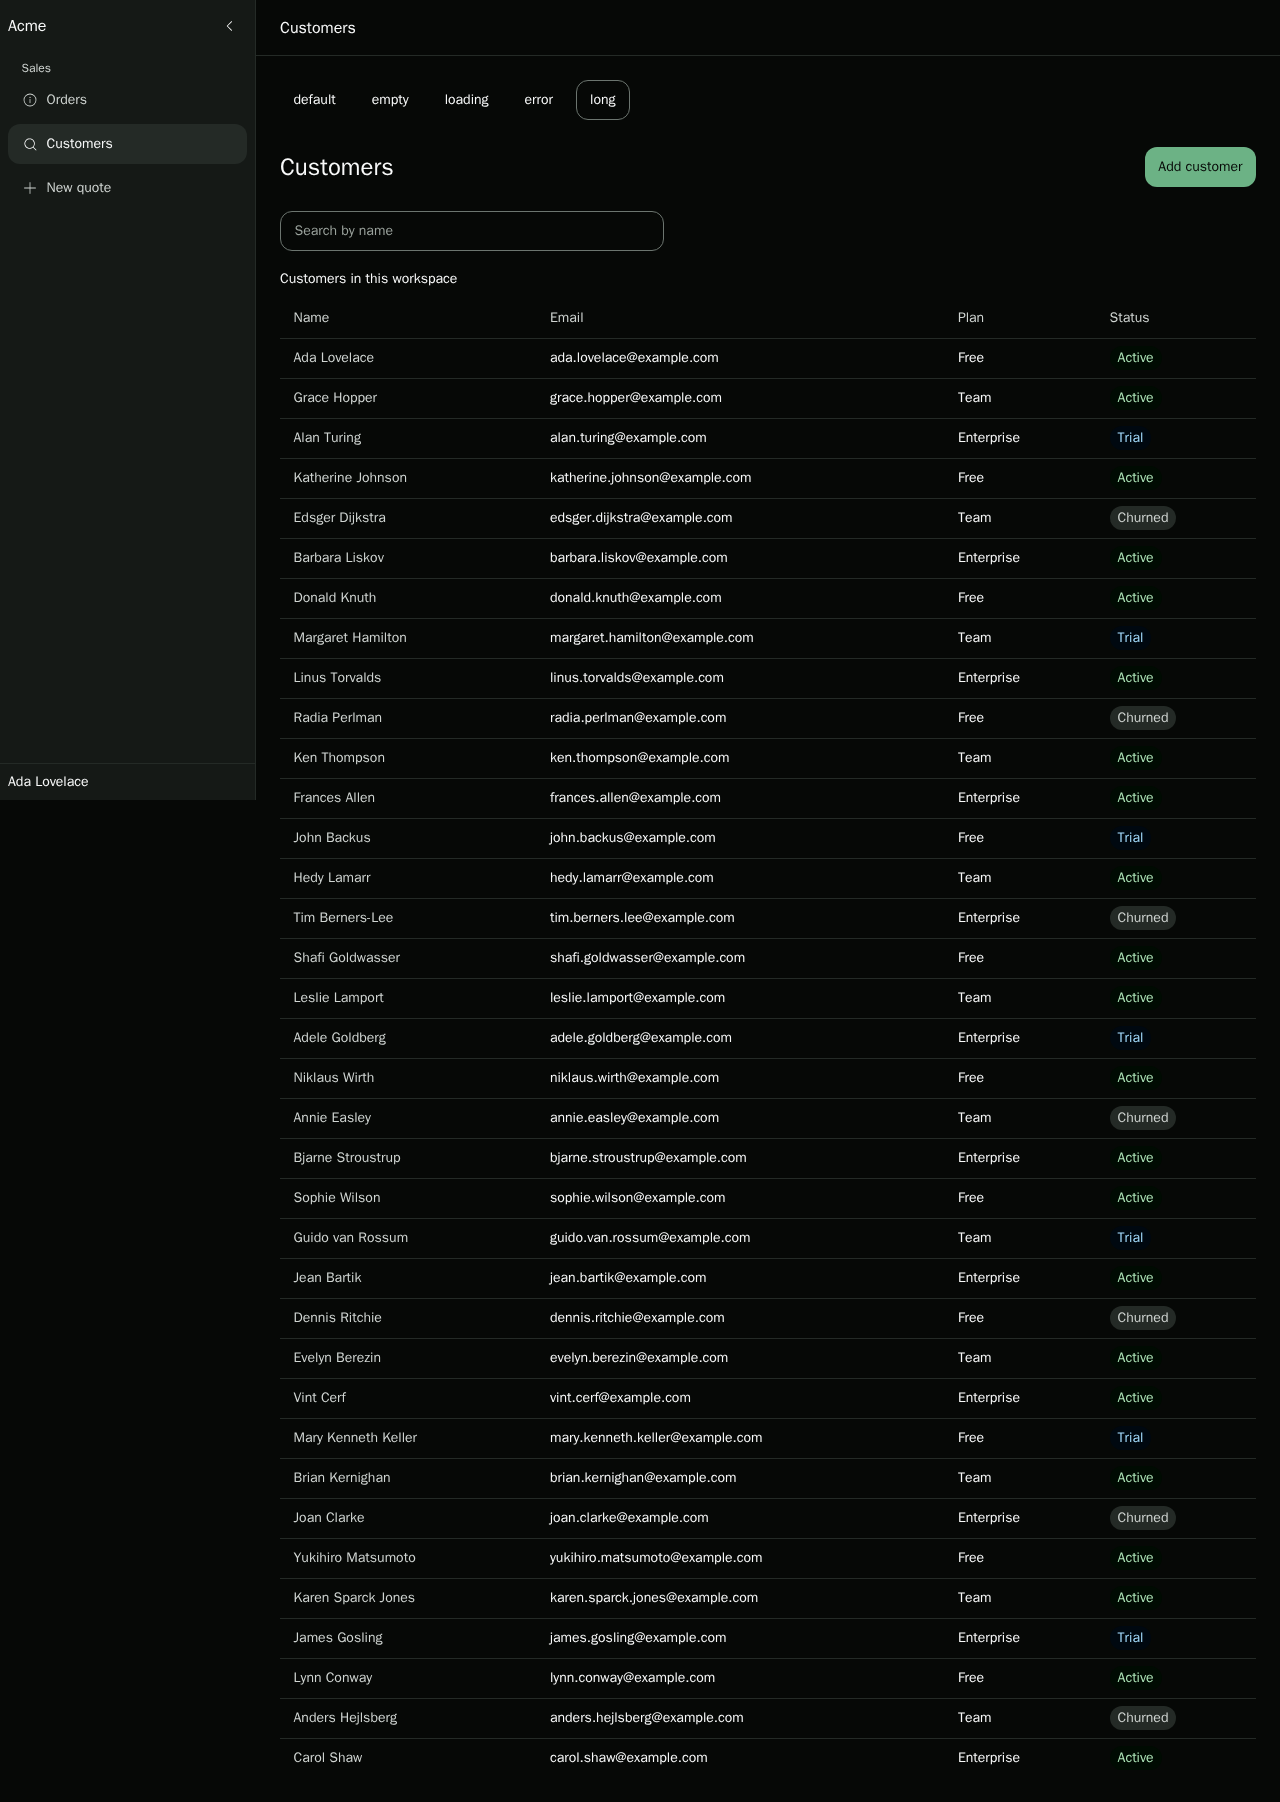 Acme
Sales
Orders
Customers
New quote
Ada Lovelace
Customers
default empty loading error long
Customers
Add customer
Search by name
Customers in this workspace
Name Email Plan Status
Ada Lovelace ada.lovelace@example.com Free Active
Grace Hopper grace.hopper@example.com Team Active
Alan Turing alan.turing@example.com Enterprise Trial
Katherine Johnson katherine.johnson@example.com Free Active
Edsger Dijkstra edsger.dijkstra@example.com Team Churned
Barbara Liskov barbara.liskov@example.com Enterprise Active
Donald Knuth donald.knuth@example.com Free Active
Margaret Hamilton margaret.hamilton@example.com Team Trial
Linus Torvalds linus.torvalds@example.com Enterprise Active
Radia Perlman radia.perlman@example.com Free Churned
Ken Thompson ken.thompson@example.com Team Active
Frances Allen frances.allen@example.com Enterprise Active
John Backus john.backus@example.com Free Trial
Hedy Lamarr hedy.lamarr@example.com Team Active
Tim Berners-Lee tim.berners.lee@example.com Enterprise Churned
Shafi Goldwasser shafi.goldwasser@example.com Free Active
Leslie Lamport leslie.lamport@example.com Team Active
Adele Goldberg adele.goldberg@example.com Enterprise Trial
Niklaus Wirth niklaus.wirth@example.com Free Active
Annie Easley annie.easley@example.com Team Churned
Bjarne Stroustrup bjarne.stroustrup@example.com Enterprise Active
Sophie Wilson sophie.wilson@example.com Free Active
Guido van Rossum guido.van.rossum@example.com Team Trial
Jean Bartik jean.bartik@example.com Enterprise Active
Dennis Ritchie dennis.ritchie@example.com Free Churned
Evelyn Berezin evelyn.berezin@example.com Team Active
Vint Cerf vint.cerf@example.com Enterprise Active
Mary Kenneth Keller mary.kenneth.keller@example.com Free Trial
Brian Kernighan brian.kernighan@example.com Team Active
Joan Clarke joan.clarke@example.com Enterprise Churned
Yukihiro Matsumoto yukihiro.matsumoto@example.com Free Active
Karen Sparck Jones karen.sparck.jones@example.com Team Active
James Gosling james.gosling@example.com Enterprise Trial
Lynn Conway lynn.conway@example.com Free Active
Anders Hejlsberg anders.hejlsberg@example.com Team Churned
Carol Shaw carol.shaw@example.com Enterprise Active